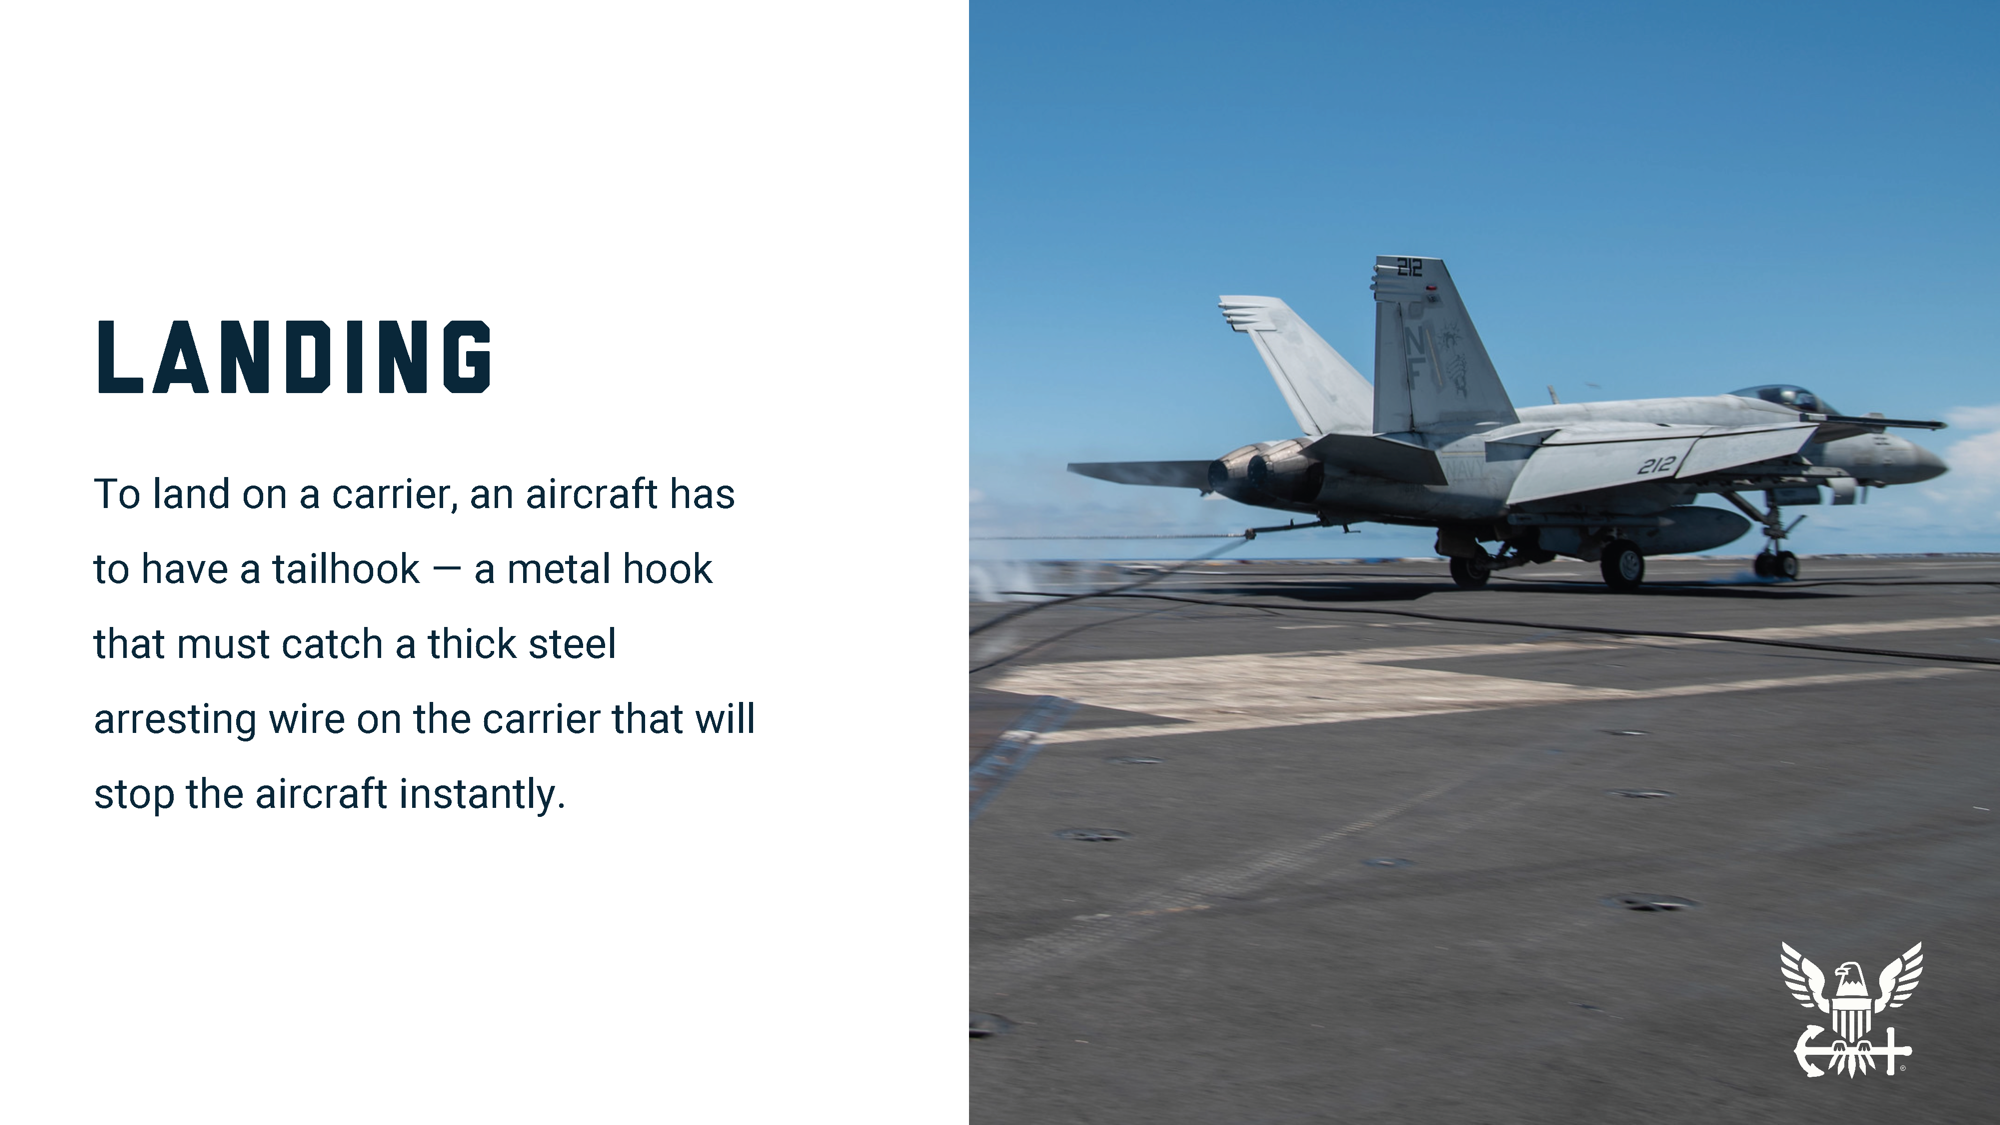 LANDING
To land on a carrier, an aircraft has
to have a tailhook — a metal hook
that must catch a thick steel
arresting wire on the carrier that will
stop the aircraft instantly.
212
NF
NAVY
212
®